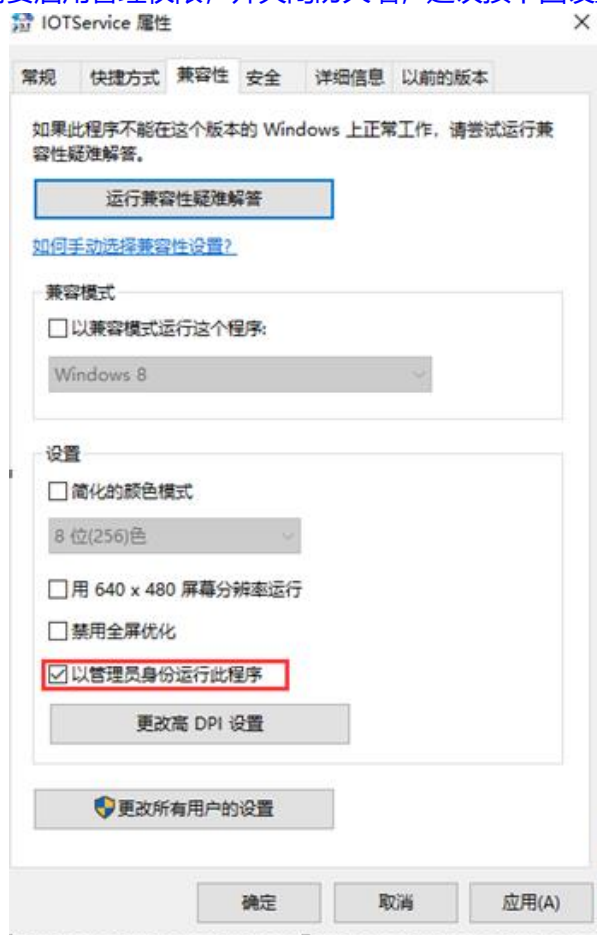 IOTService 属性
常规 快捷方式 兼容性 安全 详细信息 以前的版本
如果此程序不能在这个版本的 Windows 上正常工作，请尝试运行兼
容性疑难解答。
运行兼容性疑难解答
如何手动选择兼容性设置?
兼容模式
以兼容模式运行这个程序:
Windows 8
设置
简化的颜色模式
8 位(256)色
用 640 x 480 屏幕分辨率运行
禁用全屏优化
以管理员身份运行此程序
更改高 DPI 设置
更改所有用户的设置
确定 取消 应用(A)